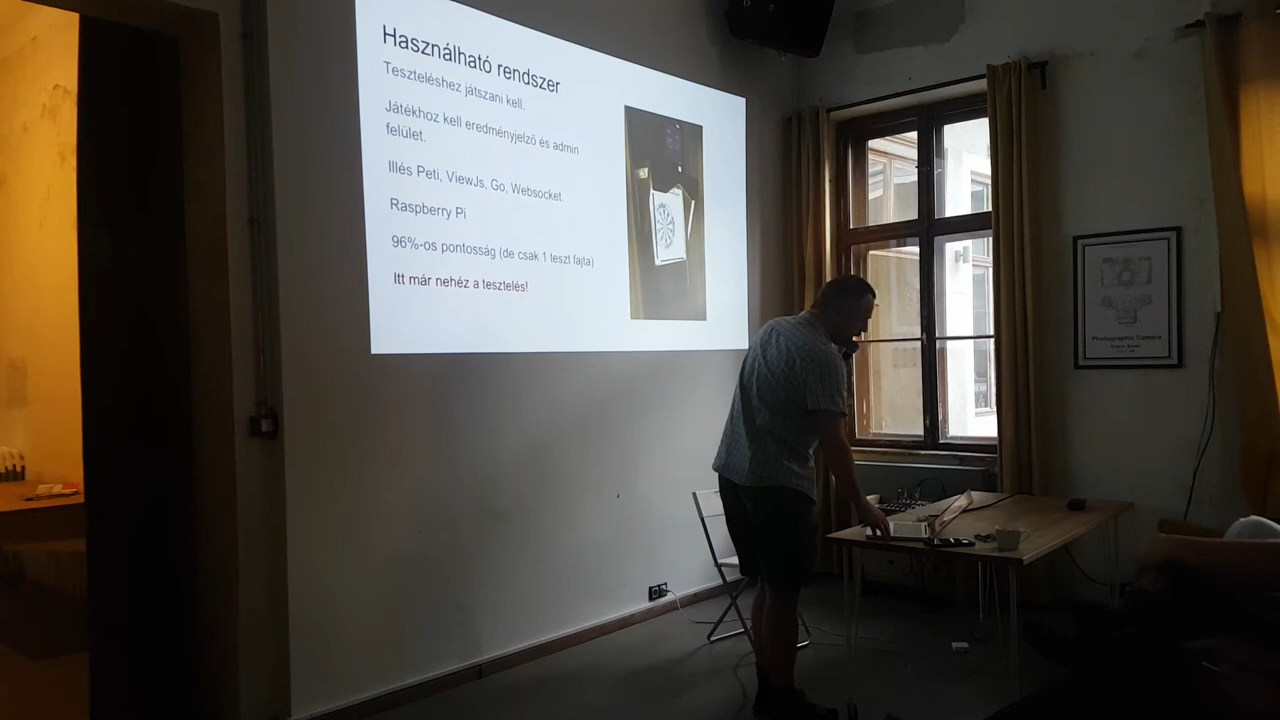 Használható rendszer
Teszteléshez játszani kell.
Játékhoz kell eredményjelző és admin
felület.
Illés Peti, ViewJs, Go, Websocket.
Raspberry Pi
96%-os pontosság (de csak 1 teszt fajta)
Itt már nehéz a tesztelés!
Photographic Camera